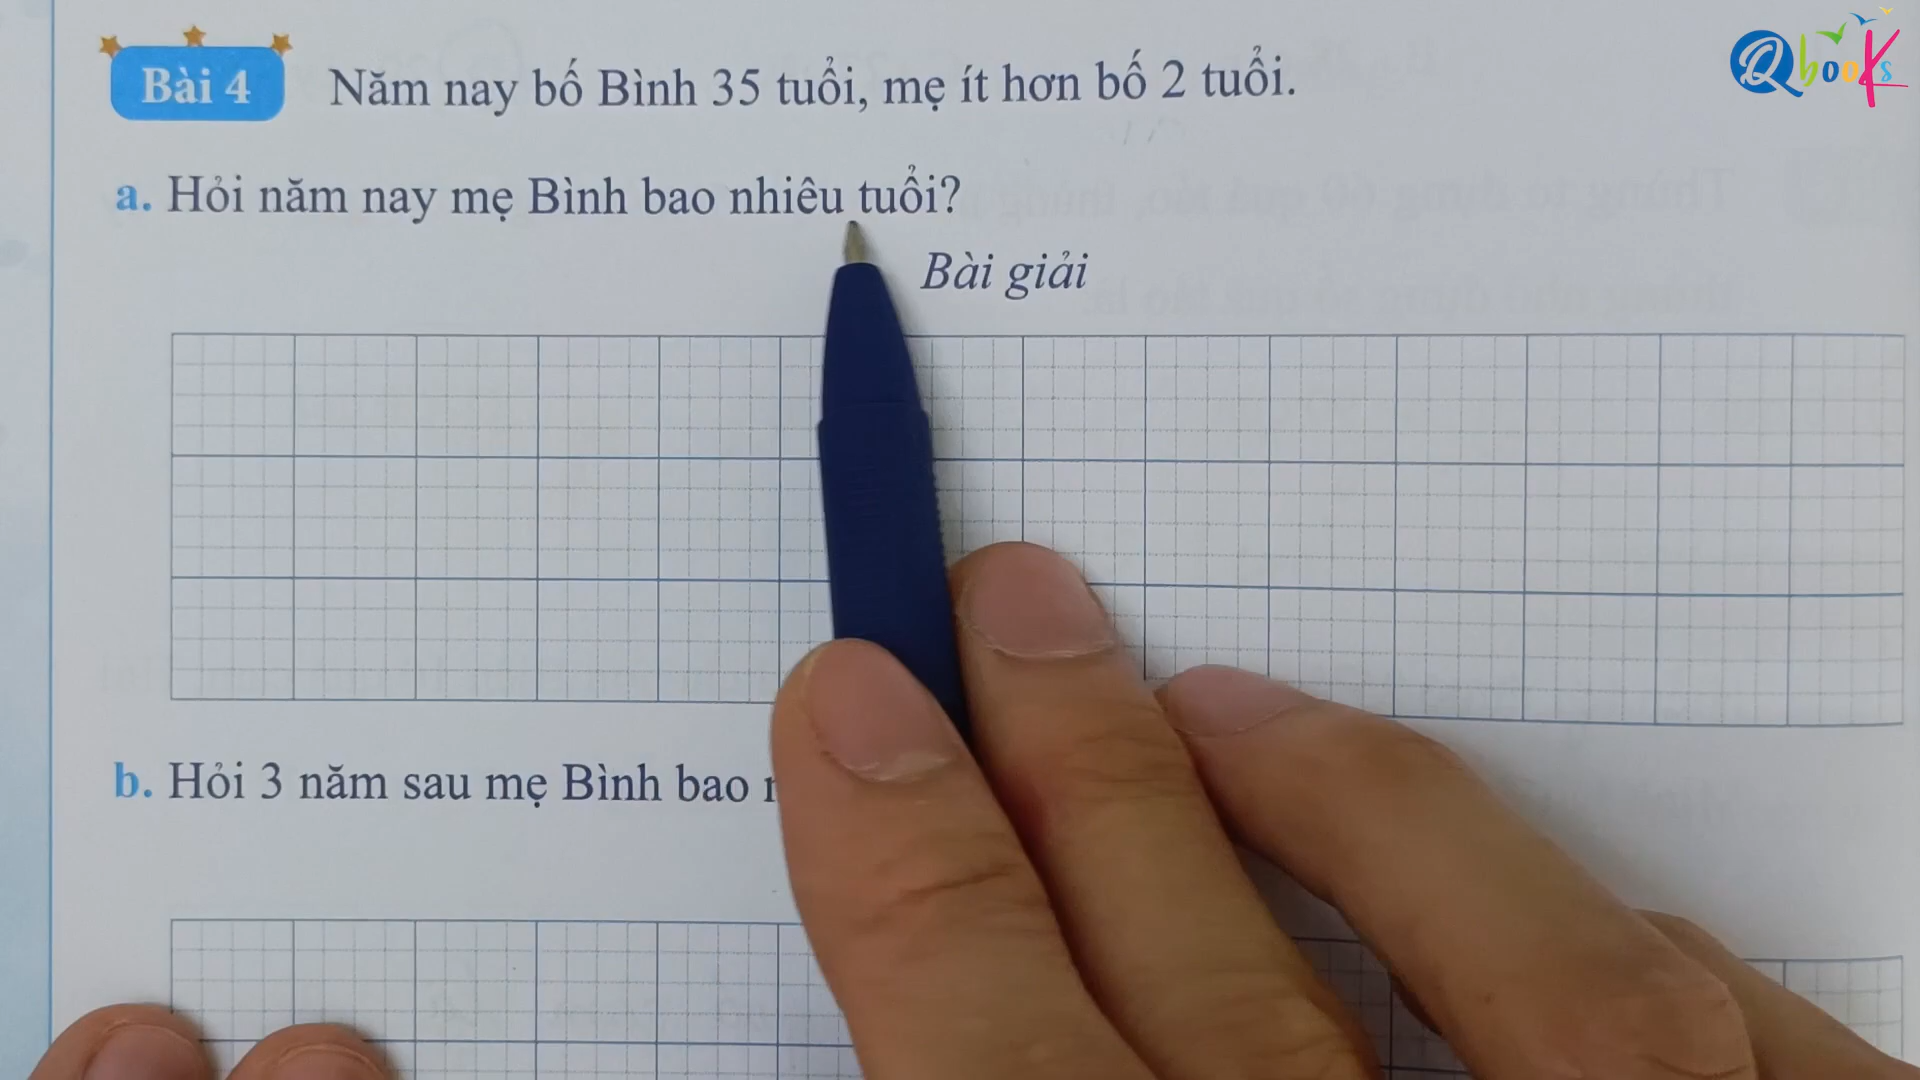 Qbooks
Bài 4 Năm nay bố Bình 35 tuổi, mẹ ít hơn bố 2 tuổi.
a. Hỏi năm nay mẹ Bình bao nhiêu tuổi?
Bài giải
b. Hỏi 3 năm sau mẹ Bình bao